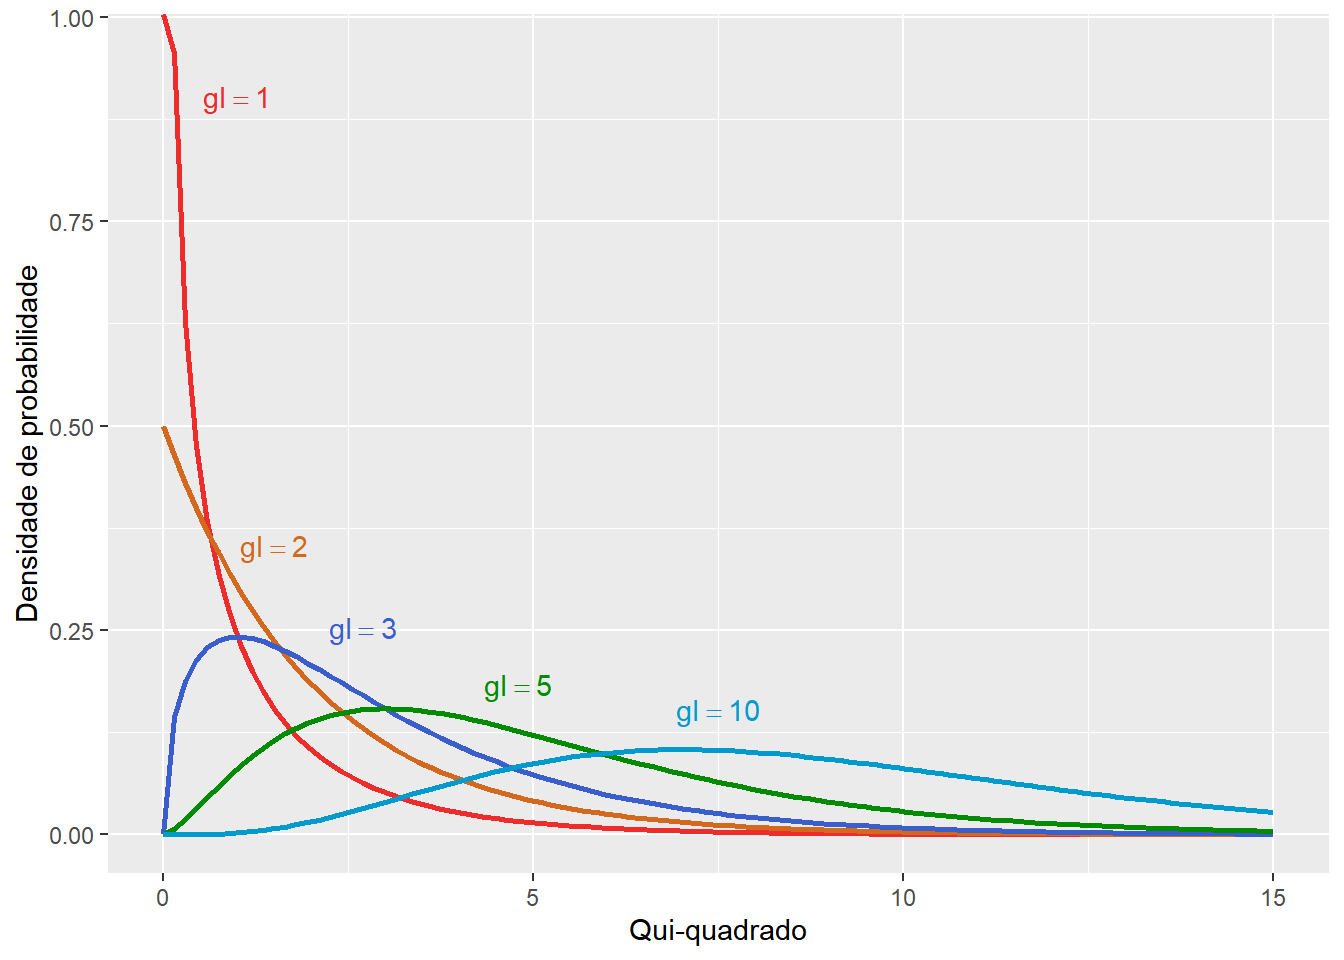 1.00
gl = 1
0.75
Densidade de probabilidade
0.50
gl = 2
gl = 3
0.25
gl = 5
gl = 10
0.00
0 5 10 15
Qui-quadrado